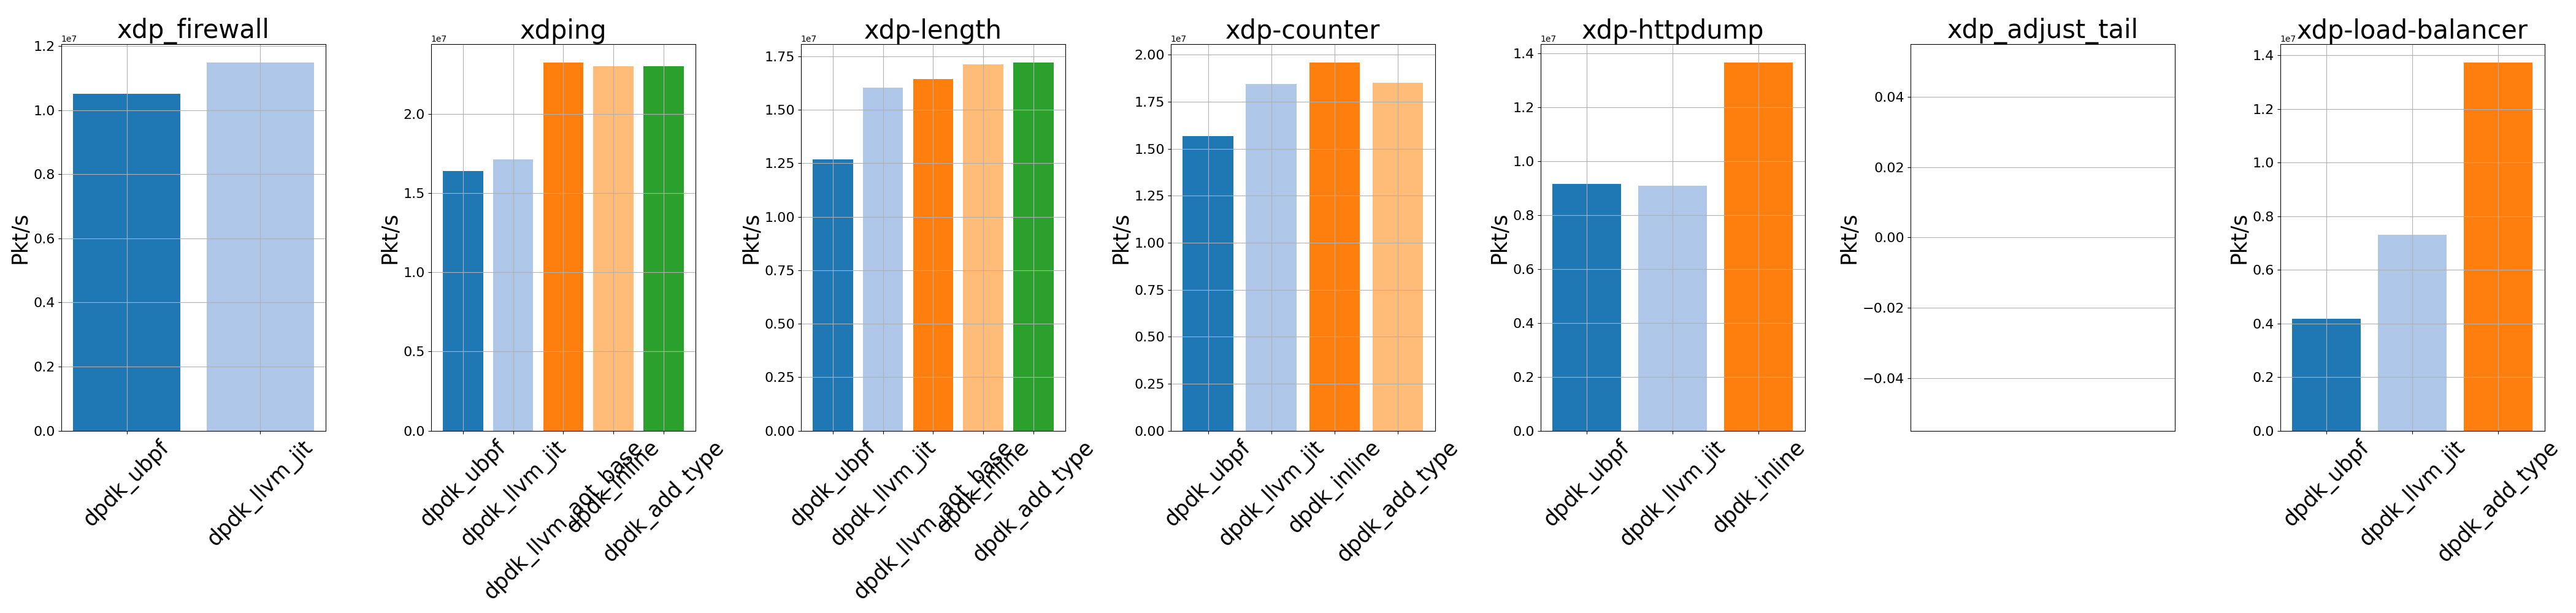 xdp_firewall
1e7
Pkt/s
1.2
1.0
0.8
0.6
0.4
0.2
0.0
dpdk_ubpf
dpdk_llvm_jit
xdping
1e7
Pkt/s
2.0
1.5
1.0
0.5
0.0
dpdk_ubpf
dpdk_llvm_jit
dpdk_llvm_aot_base
dpdk_inline
dpdk_add_type
xdp-length
1e7
Pkt/s
1.75
1.50
1.25
1.00
0.75
0.50
0.25
0.00
dpdk_ubpf
dpdk_llvm_jit
dpdk_llvm_aot_base
dpdk_inline
dpdk_add_type
xdp-counter
1e7
Pkt/s
2.00
1.75
1.50
1.25
1.00
0.75
0.50
0.25
0.00
dpdk_ubpf
dpdk_llvm_jit
dpdk_inline
dpdk_add_type
xdp-httpdump
1e7
Pkt/s
1.4
1.2
1.0
0.8
0.6
0.4
0.2
0.0
dpdk_ubpf
dpdk_llvm_jit
dpdk_inline
xdp_adjust_tail
Pkt/s
0.04
0.02
0.00
−0.02
−0.04
xdp-load-balancer
1e7
Pkt/s
1.4
1.2
1.0
0.8
0.6
0.4
0.2
0.0
dpdk_ubpf
dpdk_llvm_jit
dpdk_add_type